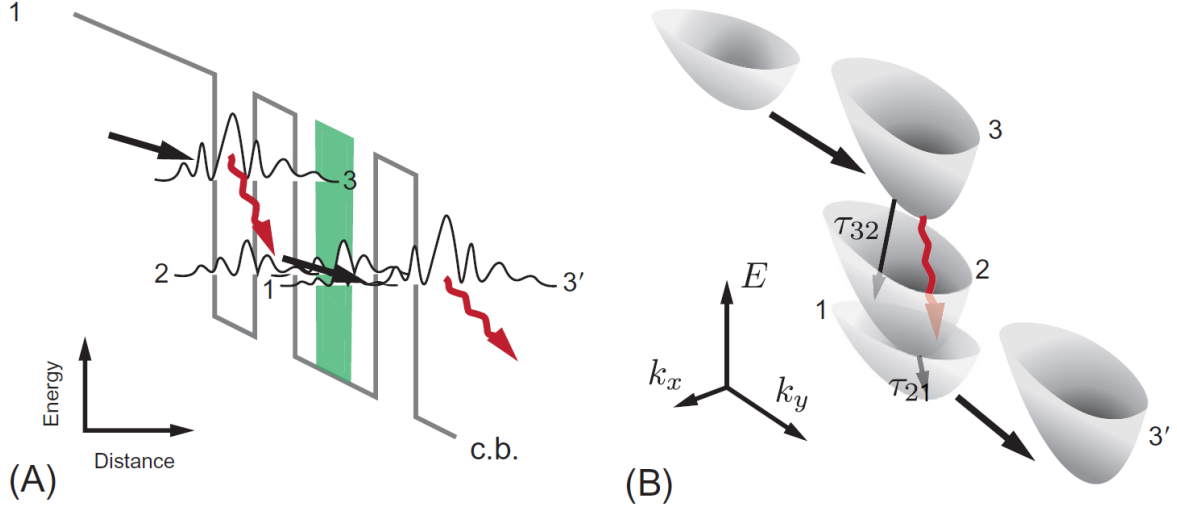 1
3
2
1
3′
Energy
Distance
c.b.
(A)
3
τ32
2
E
1
kx
ky
τ21
3′
(B)